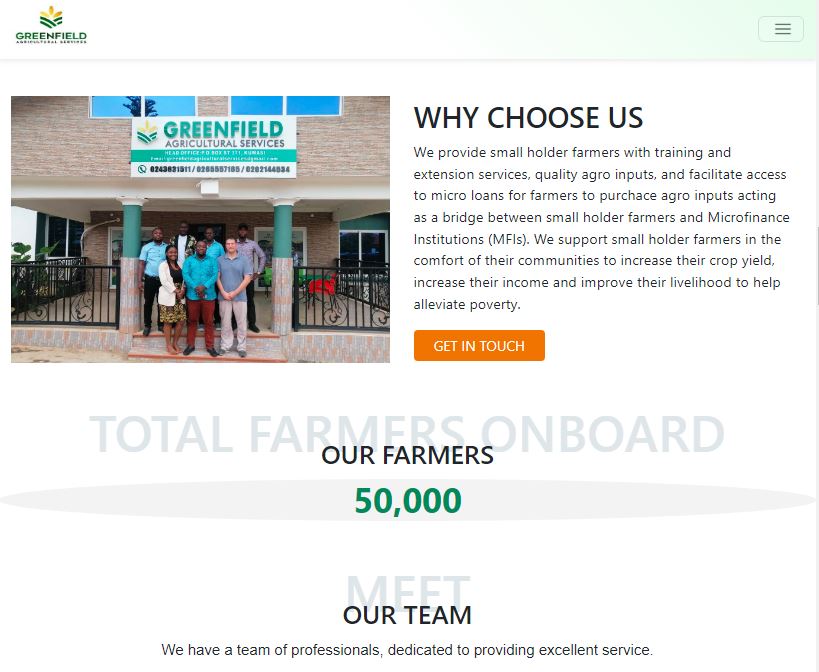 GREENFIELD
AGRICULTURAL SERVICES
GREENFIELD
AGRICULTURAL SERVICES
HEAD OFFICE-P.O BOX ST 371, KUMASI
Email:greenfieldagriculturalservices@gmail.com
0243631511 / 0265557165 / 0202144534
WHY CHOOSE US
We provide small holder farmers with training and
extension services, quality agro inputs, and facilitate access
to micro loans for farmers to purchace agro inputs acting
as a bridge between small holder farmers and Microfinance
Institutions (MFIs). We support small holder farmers in the
comfort of their communities to increase their crop yield,
increase their income and improve their livelihood to help
alleviate poverty.
GET IN TOUCH
TOTAL FARMERS ONBOARD
OUR FARMERS
50,000
MEET
OUR TEAM
We have a team of professionals, dedicated to providing excellent service.